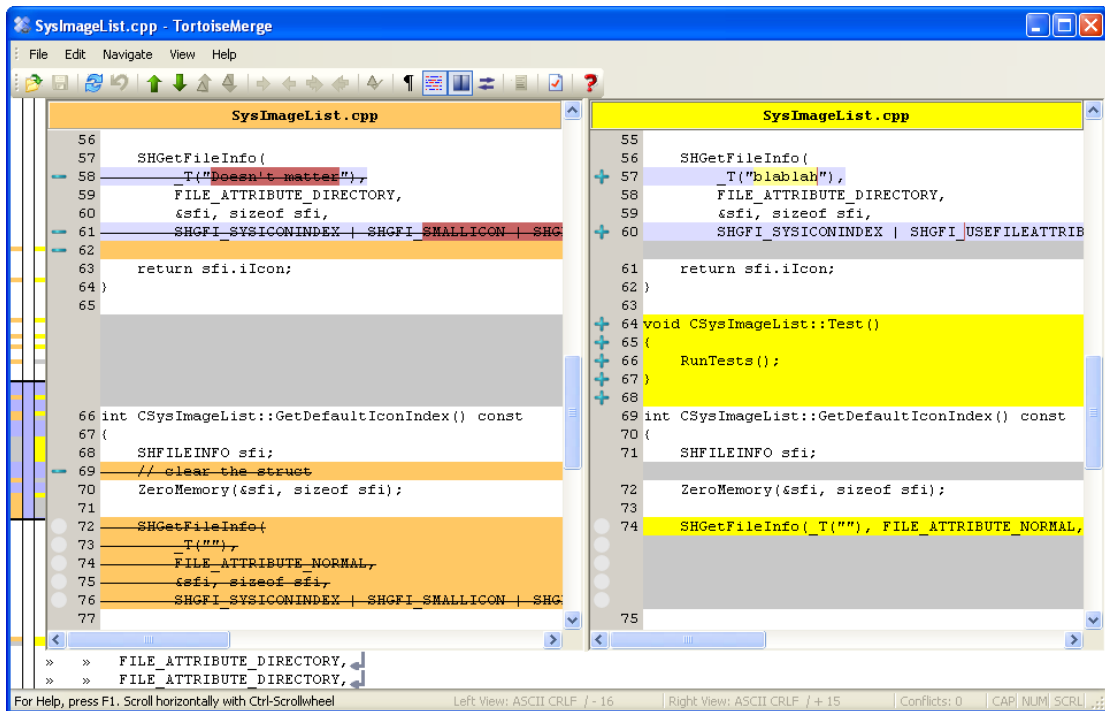 SysImageList.cpp - TortoiseMerge
File Edit Navigate View Help
SysImageList.cpp
56
57 SHGetFileInfo(
58 _T("Doesn't matter"),
59 FILE_ATTRIBUTE_DIRECTORY,
60 &sfi, sizeof sfi,
61 SHGFI_SYSICONINDEX | SHGFI_SMALLICON | SHG
62
63 return sfi.iIcon;
64 }
65
66 int CSysImageList::GetDefaultIconIndex() const
67 {
68 SHFILEINFO sfi;
69 // clear the struct
70 ZeroMemory(&sfi, sizeof sfi);
71
72 SHGetFileInfo(
73 _T(""),
74 FILE_ATTRIBUTE_NORMAL,
75 &sfi, sizeof sfi,
76 SHGFI_SYSICONINDEX | SHGFI_SMALLICON | SHG
77
SysImageList.cpp
55
56 SHGetFileInfo(
57 _T("blablah"),
58 FILE_ATTRIBUTE_DIRECTORY,
59 &sfi, sizeof sfi,
60 SHGFI_SYSICONINDEX | SHGFI_USEFILEATTRIB
61 return sfi.iIcon;
62 }
63
64 void CSysImageList::Test()
65 {
66 RunTests();
67 }
68
69 int CSysImageList::GetDefaultIconIndex() const
70 {
71 SHFILEINFO sfi;
72 ZeroMemory(&sfi, sizeof sfi);
73
74 SHGetFileInfo(_T(""), FILE_ATTRIBUTE_NORMAL,
75
» » FILE_ATTRIBUTE_DIRECTORY,
» » FILE_ATTRIBUTE_DIRECTORY,
For Help, press F1. Scroll horizontally with Ctrl-Scrollwheel Left View: ASCII CRLF / - 16 Right View: ASCII CRLF / + 15 Conflicts: 0 CAP NUM SCRL